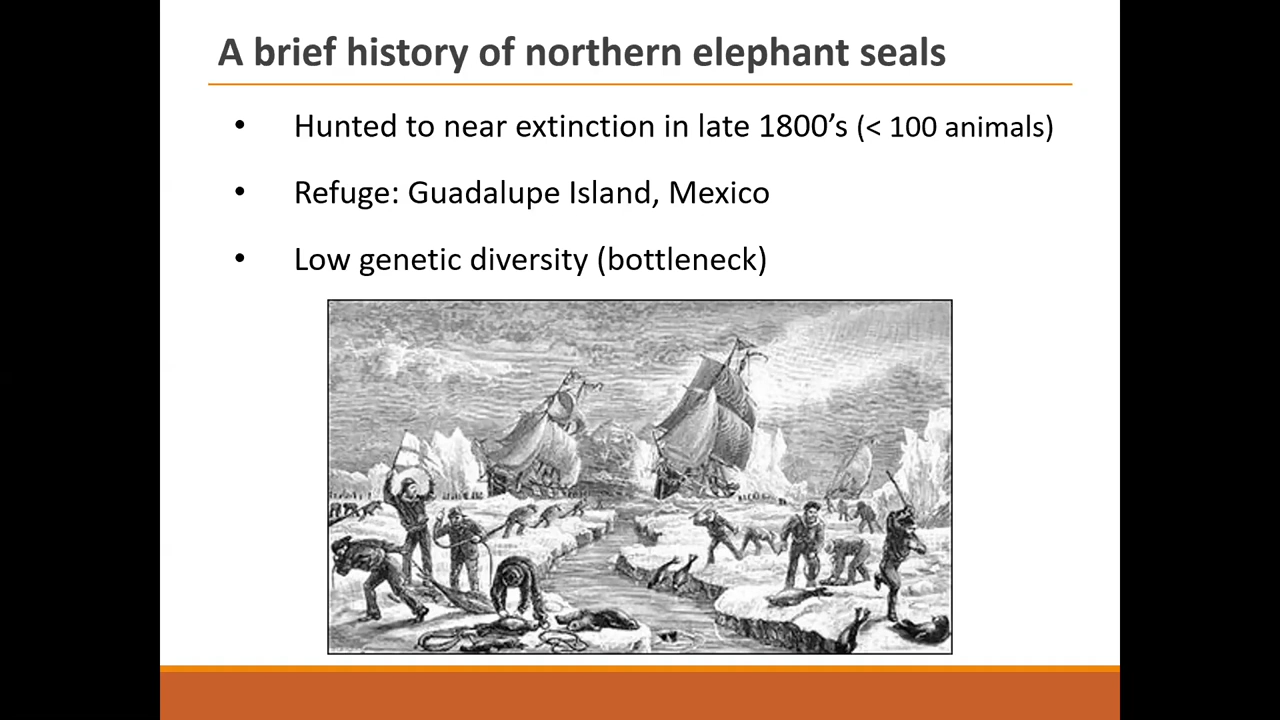 A brief history of northern elephant seals
• Hunted to near extinction in late 1800’s (< 100 animals)
• Refuge: Guadalupe Island, Mexico
• Low genetic diversity (bottleneck)